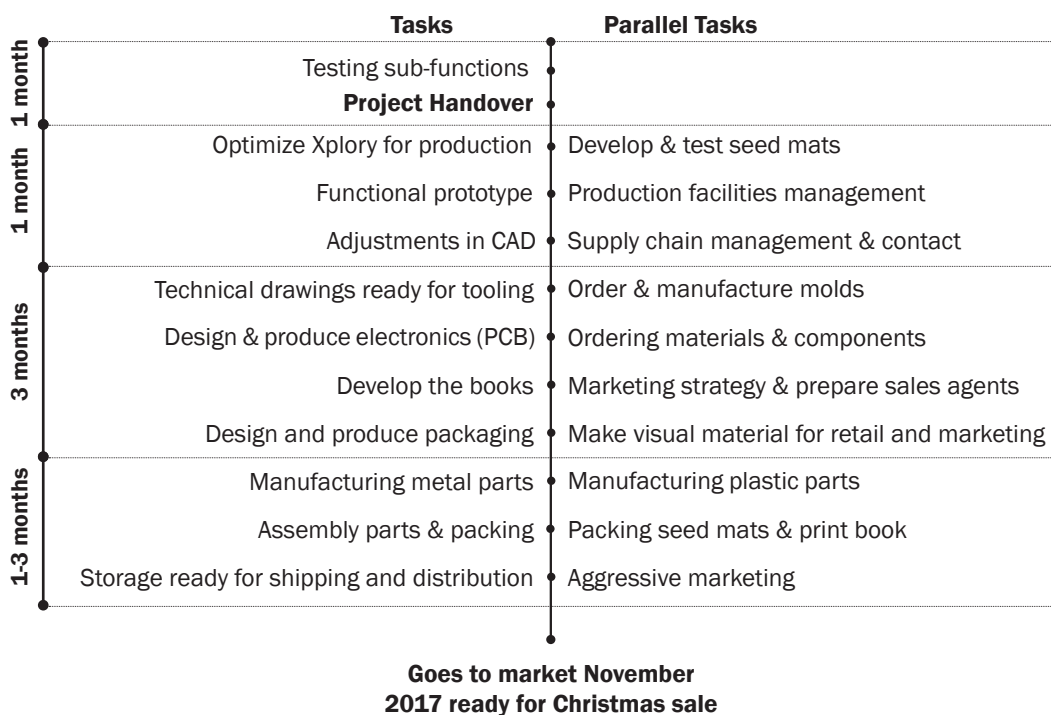 Tasks Parallel Tasks
1 month
Testing sub-functions
Project Handover
1 month
Optimize Xplory for production Develop & test seed mats
Functional prototype Production facilities management
Adjustments in CAD Supply chain management & contact
3 months
Technical drawings ready for tooling Order & manufacture molds
Design & produce electronics (PCB) Ordering materials & components
Develop the books Marketing strategy & prepare sales agents
Design and produce packaging Make visual material for retail and marketing
1-3 months
Manufacturing metal parts Manufacturing plastic parts
Assembly parts & packing Packing seed mats & print book
Storage ready for shipping and distribution Aggressive marketing
Goes to market November
2017 ready for Christmas sale